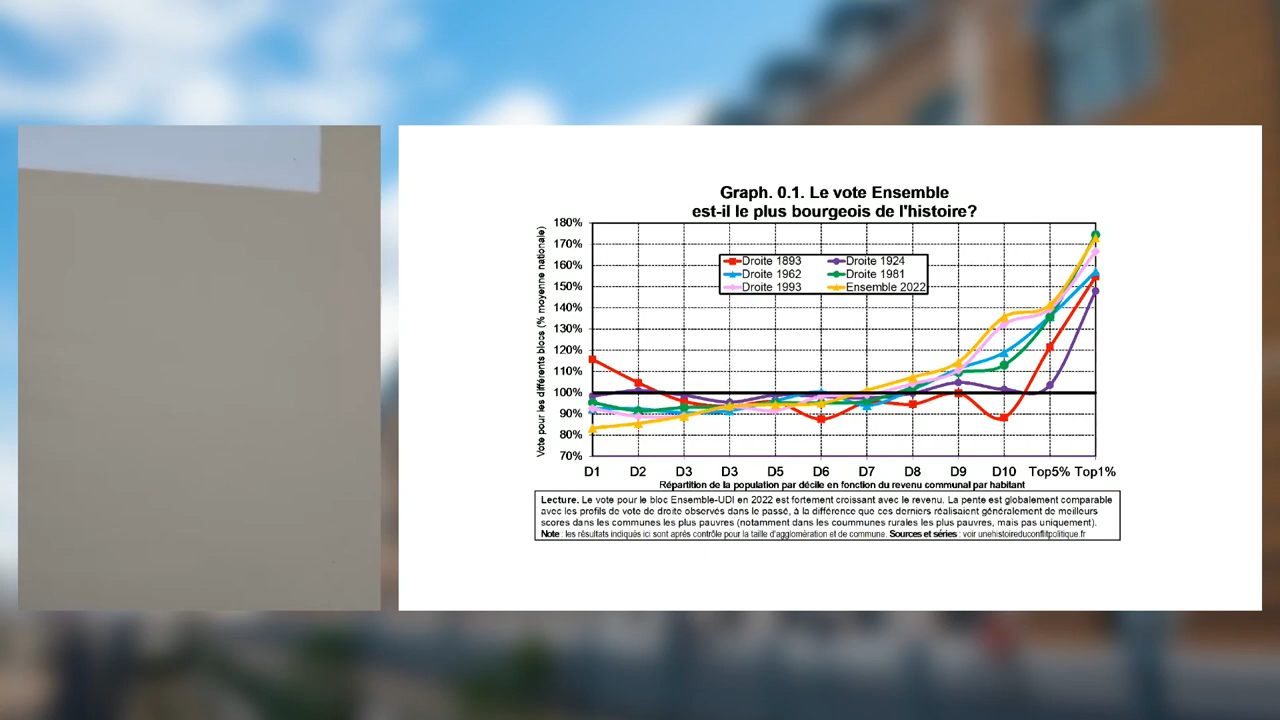 Graph. 0.1. Le vote Ensemble
est-il le plus bourgeois de l'histoire?
Vote pour les différents blocs (% moyenne nationale)
180%
170%
160%
150%
140%
130%
120%
110%
100%
90%
80%
70%
Droite 1893
Droite 1924
Droite 1962
Droite 1981
Droite 1993
Ensemble 2022
D1 D2 D3 D3 D5 D6 D7 D8 D9 D10 Top5% Top1%
Répartition de la population par décile en fonction du revenu communal par habitant
Lecture. Le vote pour le bloc Ensemble-UDI en 2022 est fortement croissant avec le revenu. La pente est globalement comparable
avec les profils de vote de droite observés dans le passé, à la différence que ces derniers réalisaient généralement de meilleurs
scores dans les communes les plus pauvres (notamment dans les coummunes rurales les plus pauvres, mais pas uniquement).
Note : les résultats indiqués ici sont après contrôle pour la taille d'agglomération et de commune. Sources et séries : voir unehistoireduconflitpolitique.fr